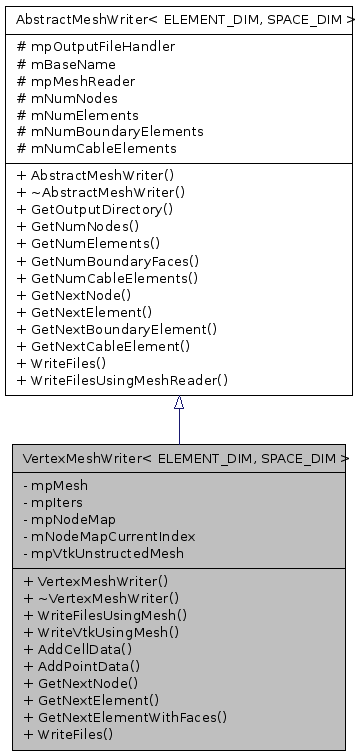 AbstractMeshWriter< ELEMENT_DIM, SPACE_DIM >
# mpOutputFileHandler
# mBaseName
# mpMeshReader
# mNumNodes
# mNumElements
# mNumBoundaryElements
# mNumCableElements
+ AbstractMeshWriter()
+ ~AbstractMeshWriter()
+ GetOutputDirectory()
+ GetNumNodes()
+ GetNumElements()
+ GetNumBoundaryFaces()
+ GetNumCableElements()
+ GetNextNode()
+ GetNextElement()
+ GetNextBoundaryElement()
+ GetNextCableElement()
+ WriteFiles()
+ WriteFilesUsingMeshReader()
VertexMeshWriter< ELEMENT_DIM, SPACE_DIM >
- mpMesh
- mpIters
- mpNodeMap
- mNodeMapCurrentIndex
- mpVtkUnstructedMesh
+ VertexMeshWriter()
+ ~VertexMeshWriter()
+ WriteFilesUsingMesh()
+ WriteVtkUsingMesh()
+ AddCellData()
+ AddPointData()
+ GetNextNode()
+ GetNextElement()
+ GetNextElementWithFaces()
+ WriteFiles()